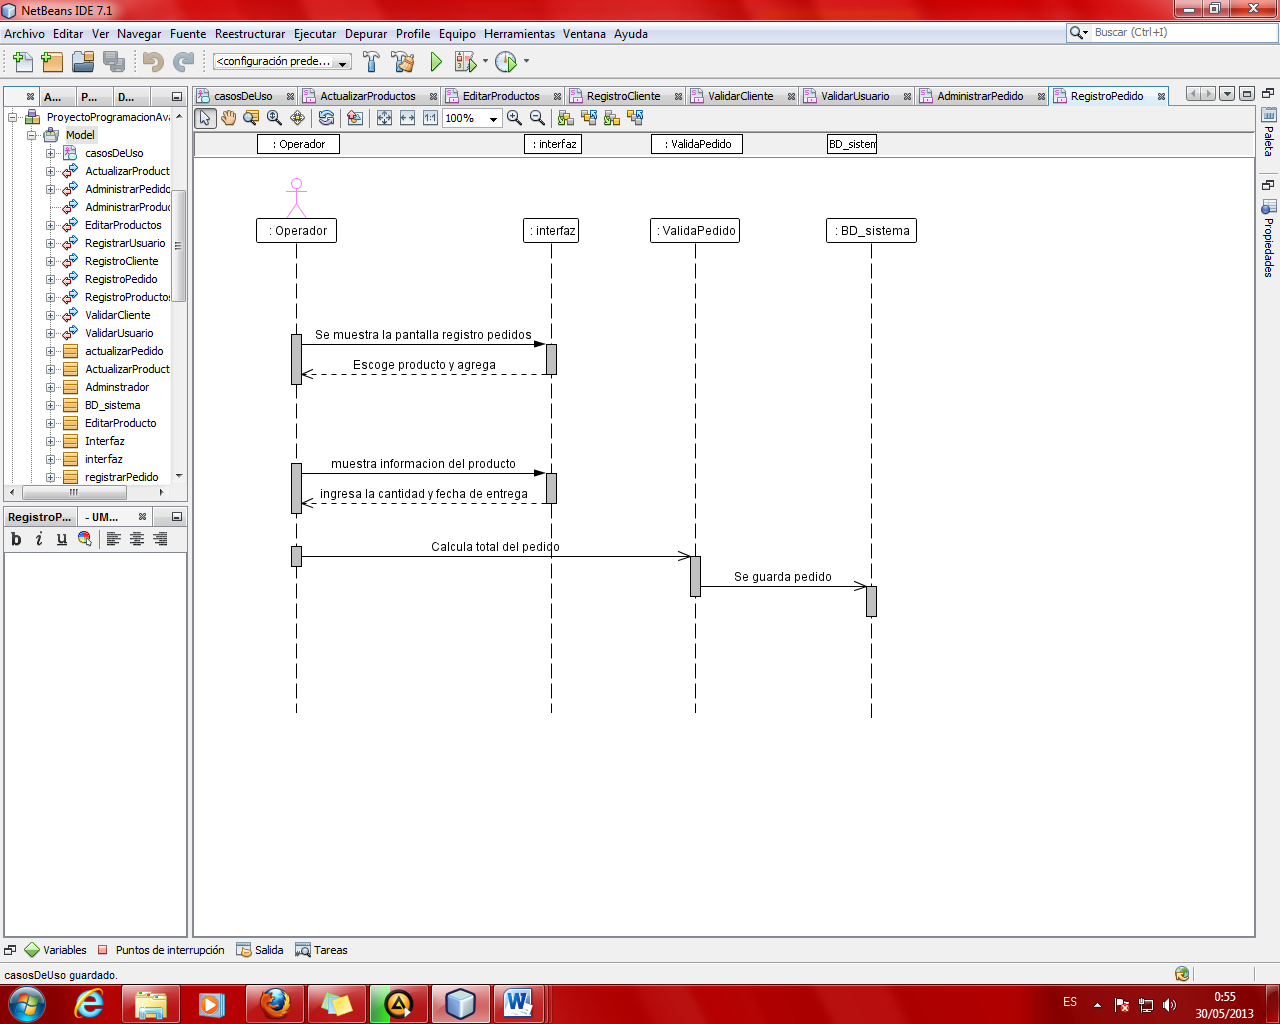 NetBeans IDE 7.1
Archivo Editar Ver Navegar Fuente Reestructurar Ejecutar Depurar Profile Equipo Herramientas Ventana Ayuda
Buscar (Ctrl+I)
<configuración prede...
A... P... D...
casosDeUso ActualizarProductos EditarProductos RegistroCliente ValidarCliente ValidarUsuario AdministrarPedido RegistroPedido
100%
1:1
ProyectoProgramacionAva
Model
casosDeUso
ActualizarProduct
AdministrarPedido
AdministrarProduc
EditarProductos
RegistrarUsuario
RegistroCliente
RegistroPedido
RegistroProductos
ValidarCliente
ValidarUsuario
actualizarPedido
ActualizarProduct
Adminstrador
BD_sistema
EditarProducto
Interfaz
interfaz
registrarPedido
RegistroP... - UM...
b i u
: Operador : interfaz : ValidaPedido BD_sistem
: Operador : interfaz : ValidaPedido : BD_sistema
Se muestra la pantalla registro pedidos
Escoge producto y agrega
muestra informacion del producto
ingresa la cantidad y fecha de entrega
Calcula total del pedido
Se guarda pedido
Paleta
Propiedades
Variables Puntos de interrupción Salida Tareas
casosDeUso guardado.
ES
0:55
30/05/2013